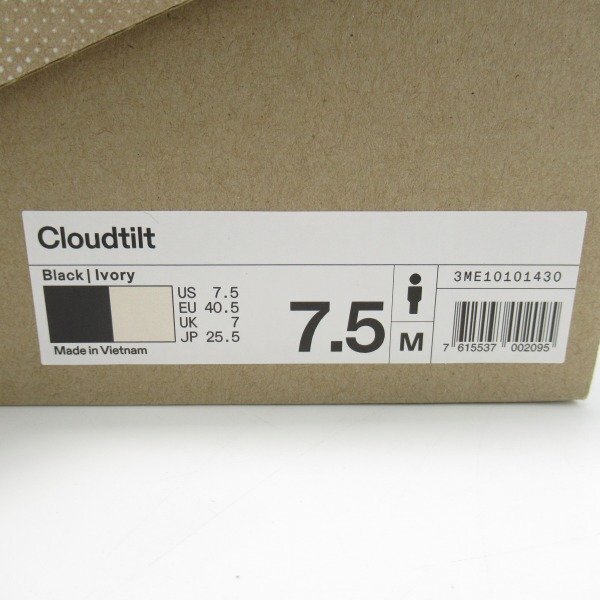 Cloudtilt
Black | Ivory
US 7.5
EU 40.5
UK 7
JP 25.5
Made in Vietnam
7.5
M
3ME10101430
7 615537 002095